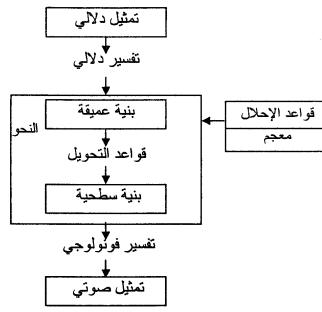 تمثيل دلالي
تفسير دلالي
بنية عميقة
النحو
قواعد التحويل
بنية سطحية
قواعد الإحلال
معجم
تفسير فونولوجي
تمثيل صوتي